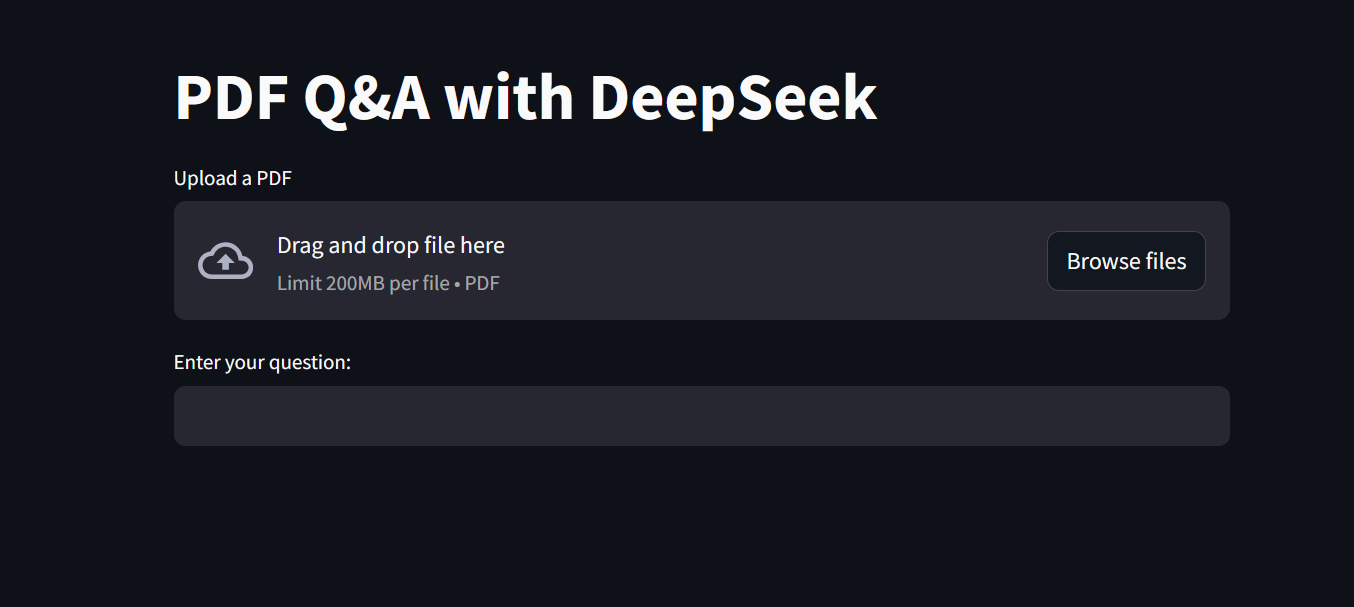 PDF Q&A with DeepSeek
Upload a PDF
Drag and drop file here
Limit 200MB per file • PDF
Browse files
Enter your question: